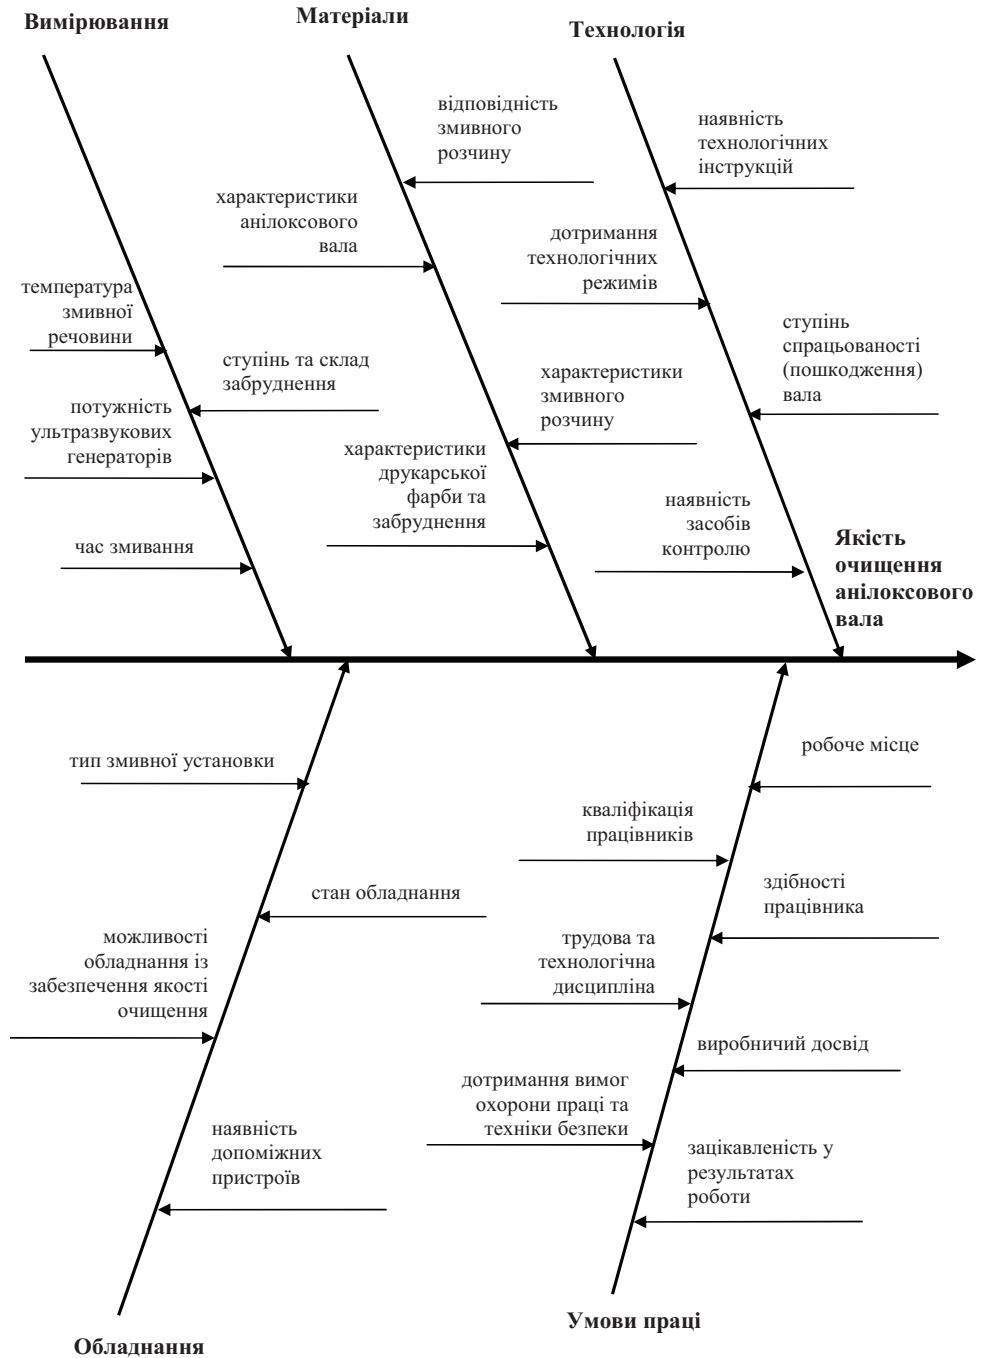 Вимірювання
Матеріали
Технологія
відповідність
змивного
розчину
наявність
технологічних
інструкцій
характеристики
анілоксового
вала
дотримання
технологічних
режимів
температура
змивної
речовини
ступінь та склад
забруднення
ступінь
спрацьованості
(пошкодження)
вала
характеристики
змивного
розчину
потужність
ультразвукових
генераторів
характеристики
друкарської
фарби та
забруднення
наявність
засобів
контролю
час змивання
Якість
очищення
анілоксового
вала
тип змивної установки
робоче місце
кваліфікація
працівників
стан обладнання
здібності
працівника
можливості
обладнання із
забезпечення якості
очищення
трудова та
технологічна
дисципліна
виробничий досвід
дотримання вимог
охорони праці та
техніки безпеки
наявність
допоміжних
пристроїв
зацікавленість у
результатах
роботи
Умови праці
Обладнання